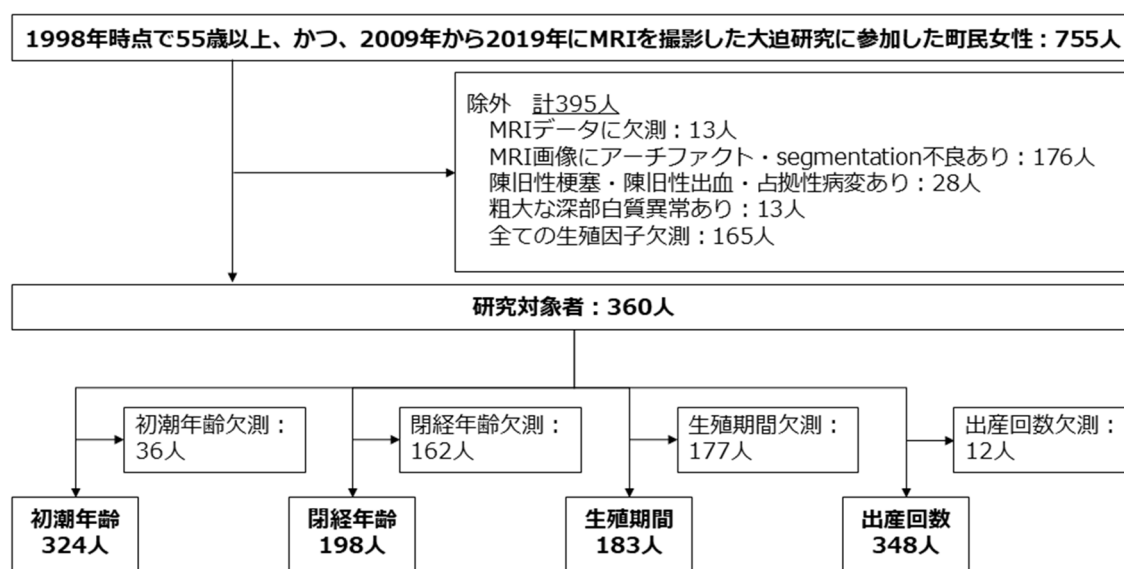 1998年時点で55歳以上、かつ、2009年から2019年にMRIを撮影した大迫研究に参加した町民女性：755人
除外　計395人
MRIデータに欠測：13人
MRI画像にアーチファクト・segmentation不良あり：176人
陳旧性梗塞・陳旧性出血・占拠性病変あり：28人
粗大な深部白質異常あり：13人
全ての生殖因子欠測：165人
研究対象者：360人
初潮年齢欠測：
36人
閉経年齢欠測：
162人
生殖期間欠測：
177人
出産回数欠測：
12人
初潮年齢
324人
閉経年齢
198人
生殖期間
183人
出産回数
348人